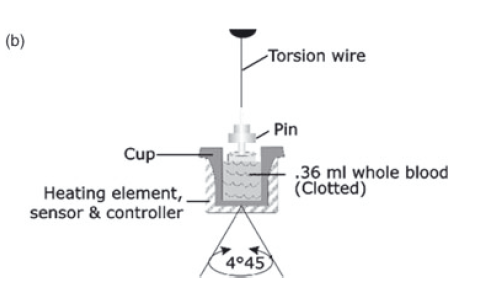 (b)
Torsion wire
Pin
Cup
.36 ml whole blood
(Clotted)
Heating element,
sensor & controller
4°45